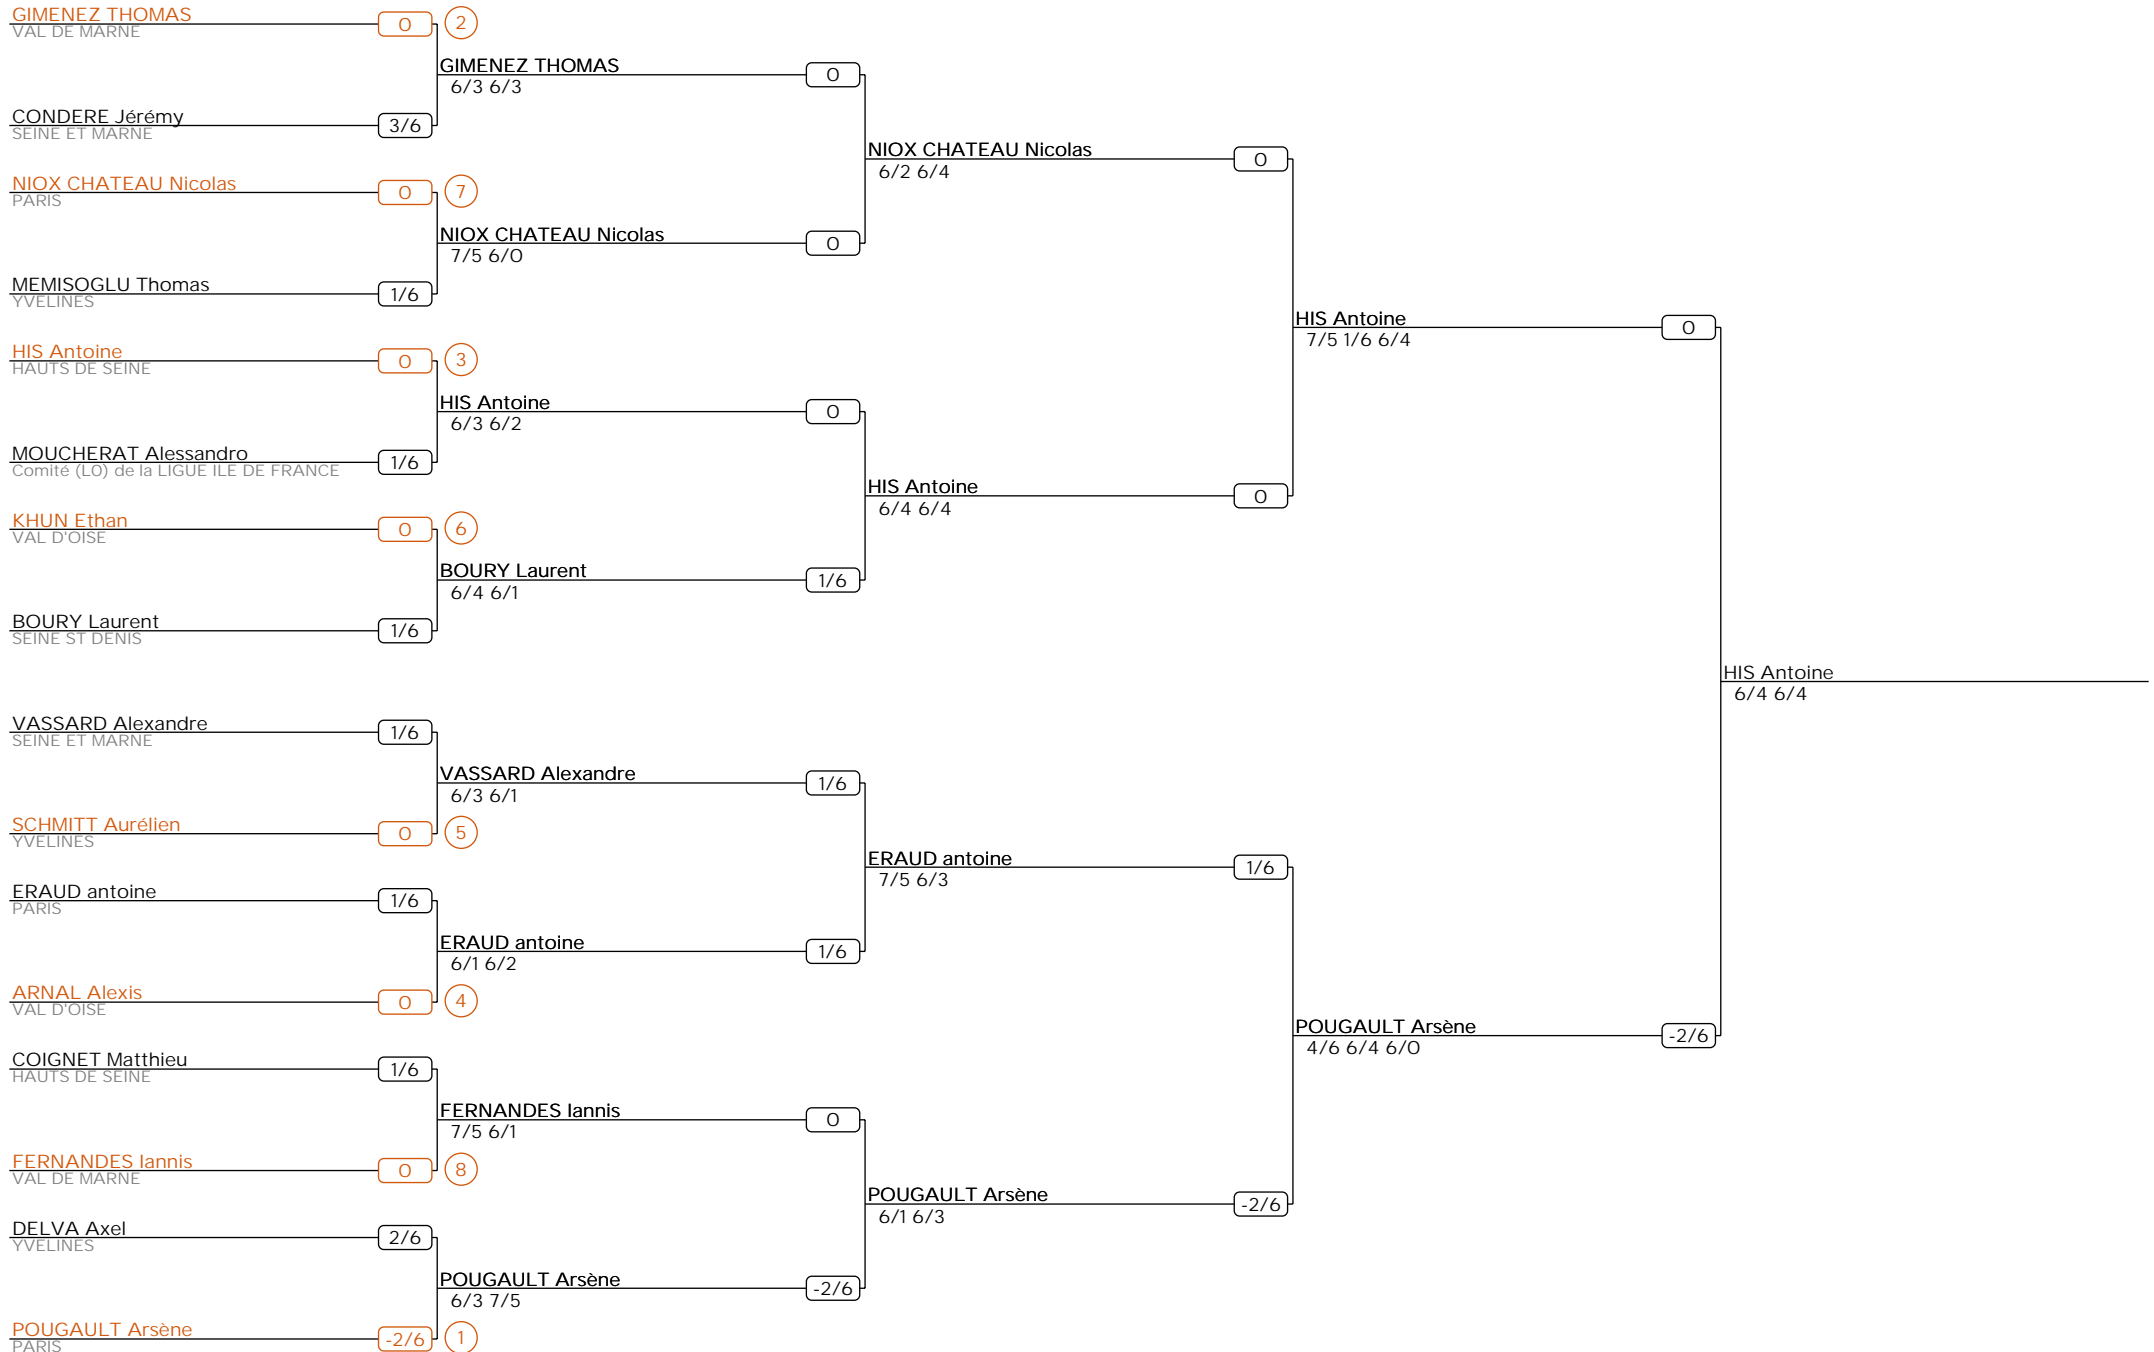 GIMENEZ THOMAS
VAL DE MARNE
0
2
GIMENEZ THOMAS
6/3 6/3
0
CONDERE Jérémy
SEINE ET MARNE
3/6
NIOX CHATEAU Nicolas
6/2 6/4
0
NIOX CHATEAU Nicolas
PARIS
0
7
NIOX CHATEAU Nicolas
7/5 6/0
0
MEMISOGLU Thomas
YVELINES
1/6
HIS Antoine
7/5 1/6 6/4
0
HIS Antoine
HAUTS DE SEINE
0
3
HIS Antoine
6/3 6/2
0
MOUCHERAT Alessandro
Comité (L0) de la LIGUE ILE DE FRANCE
1/6
HIS Antoine
6/4 6/4
0
KHUN Ethan
VAL D'OISE
0
6
BOURY Laurent
6/4 6/1
1/6
BOURY Laurent
SEINE ST DENIS
1/6
HIS Antoine
6/4 6/4
VASSARD Alexandre
SEINE ET MARNE
1/6
VASSARD Alexandre
6/3 6/1
1/6
SCHMITT Aurélien
YVELINES
0
5
ERAUD antoine
7/5 6/3
1/6
ERAUD antoine
PARIS
1/6
ERAUD antoine
6/1 6/2
1/6
ARNAL Alexis
VAL D'OISE
0
4
POUGAULT Arsène
4/6 6/4 6/0
-2/6
COIGNET Matthieu
HAUTS DE SEINE
1/6
FERNANDES Iannis
7/5 6/1
0
FERNANDES Iannis
VAL DE MARNE
0
8
POUGAULT Arsène
6/1 6/3
-2/6
DELVA Axel
YVELINES
2/6
POUGAULT Arsène
6/3 7/5
-2/6
POUGAULT Arsène
PARIS
-2/6
1